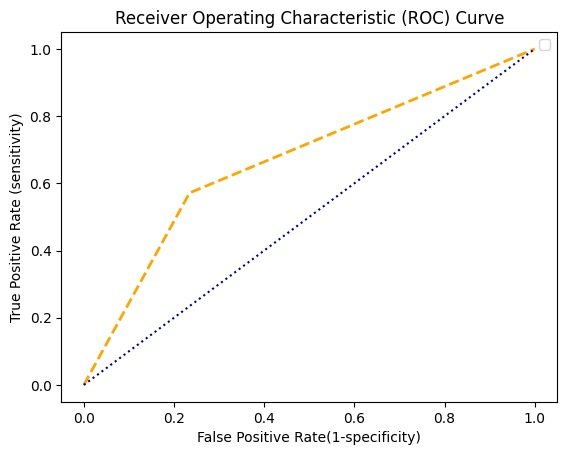 Receiver Operating Characteristic (ROC) Curve
1.0
0.8
0.6
0.4
0.2
0.0
True Positive Rate (sensitivity)
0.0 0.2 0.4 0.6 0.8 1.0
False Positive Rate(1-specificity)